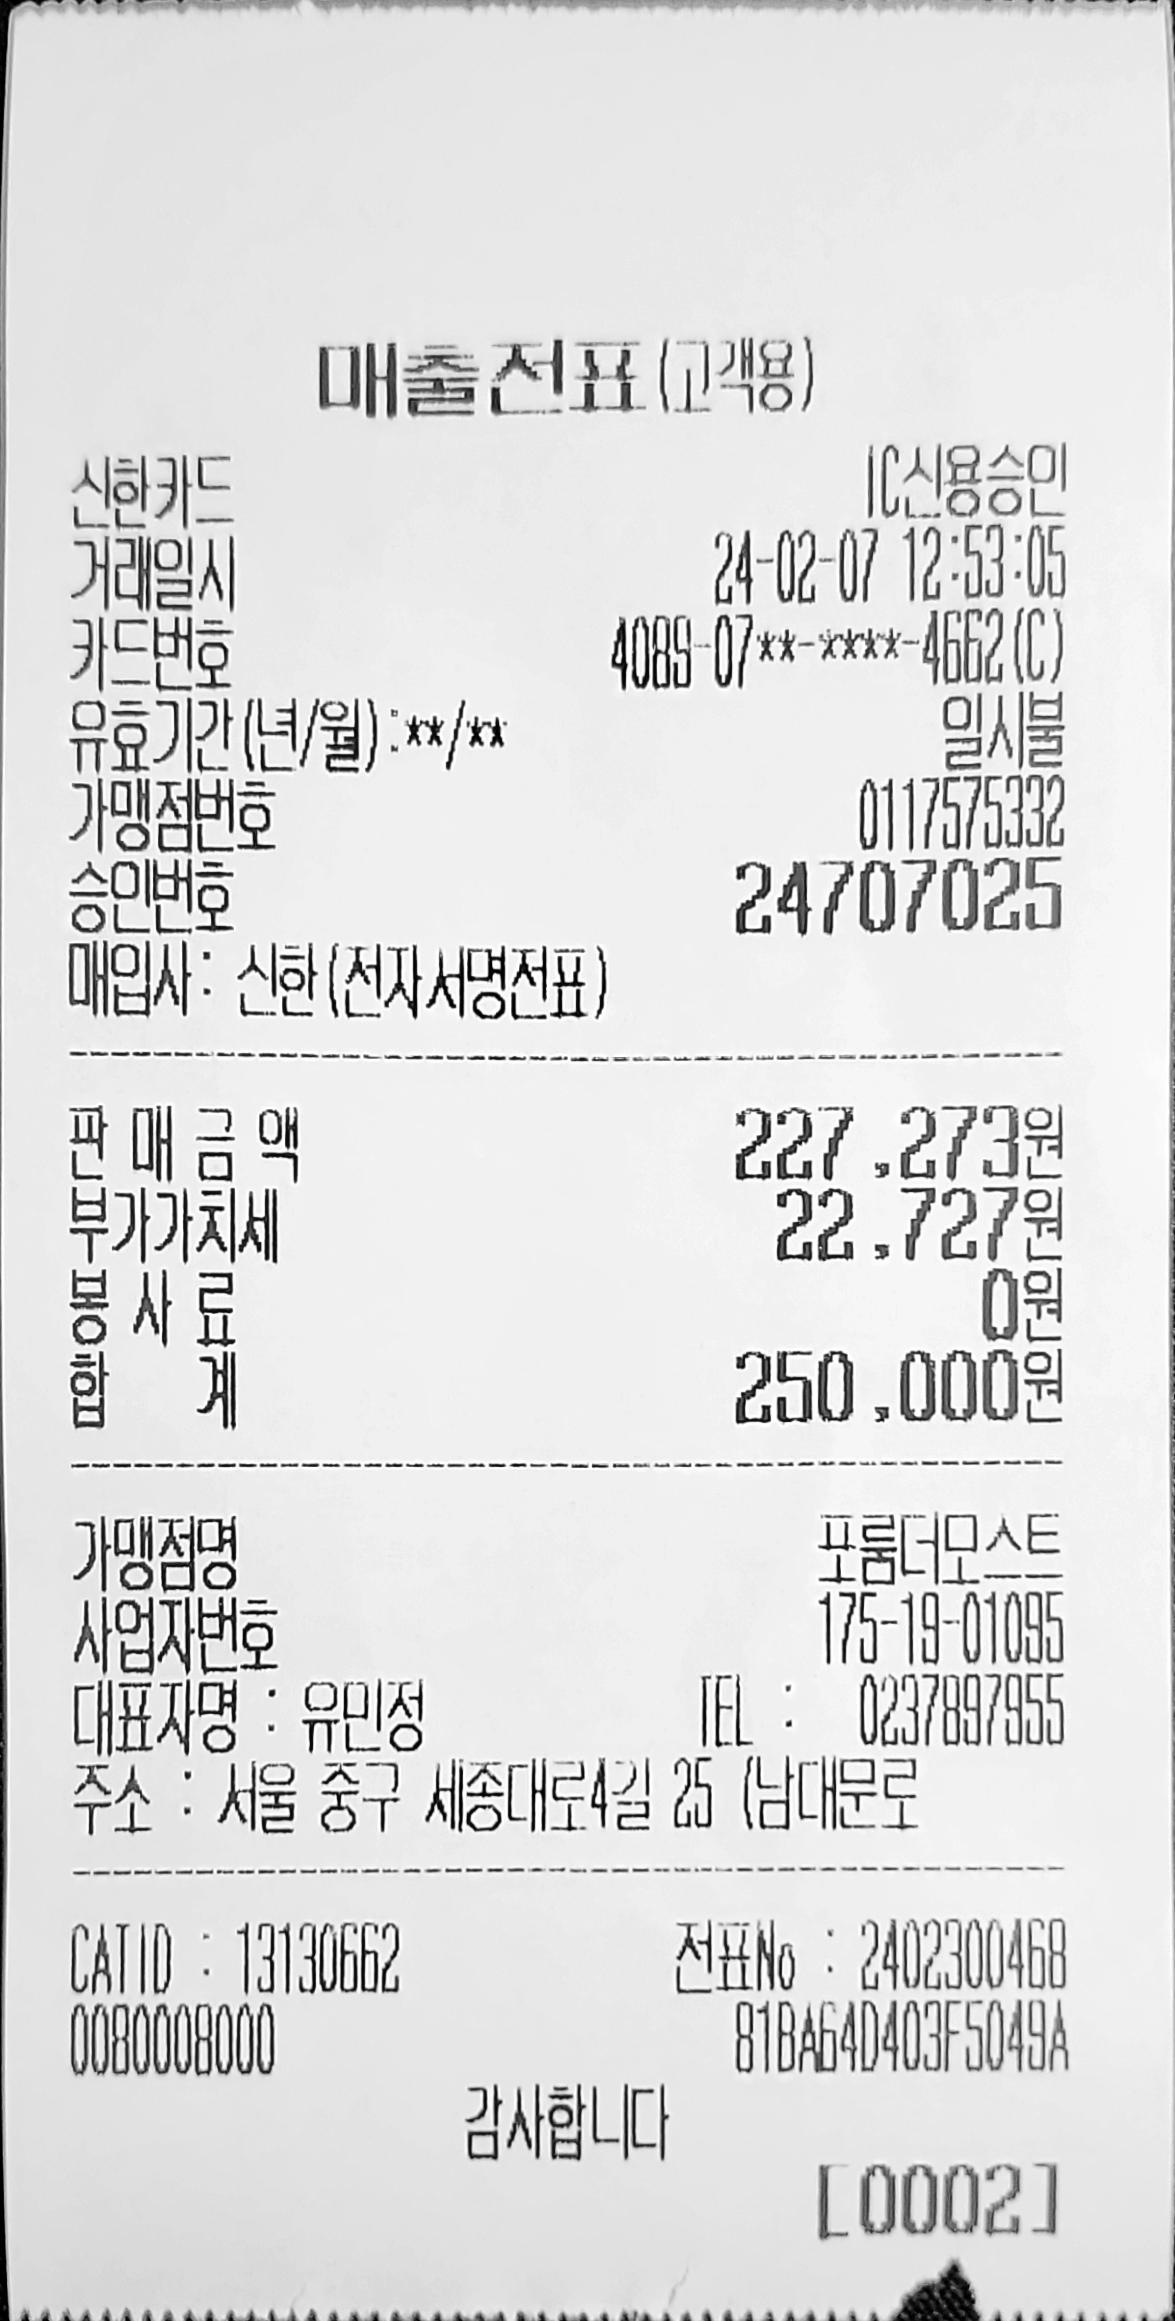 매출전표(고객용)
신한카드 IC신용승인
거래일시 24-02-07 12:53:05
카드번호 4089-07**-****-4662(C)
유효기간(년/월):**/** 일시불
가맹점번호 0117575332
승인번호 24707025
매입사: 신한(전자서명전표)
판 매 금 액 227,273원
부가가치세 22,727원
봉 사 료 0원
합 계 250,000원
가맹점명 포룸더모스트
사업자번호 175-19-01095
대표자명 : 유민정 TEL : 0237897955
주소 : 서울 중구 세종대로4길 25 (남대문로
CATID : 13130662 전표No : 2402300468
0080008000 81BA64D403F5049A
감사합니다
[0002]